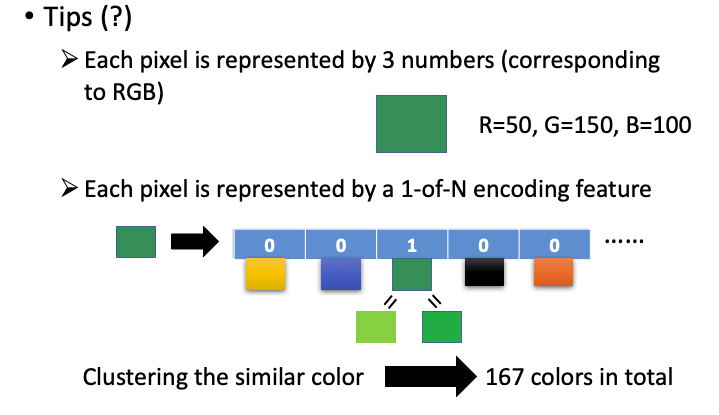 • Tips (?)
➢ Each pixel is represented by 3 numbers (corresponding
to RGB)
R=50, G=150, B=100
➢ Each pixel is represented by a 1-of-N encoding feature
0 0 1 0 0 ......
= =
Clustering the similar color 167 colors in total